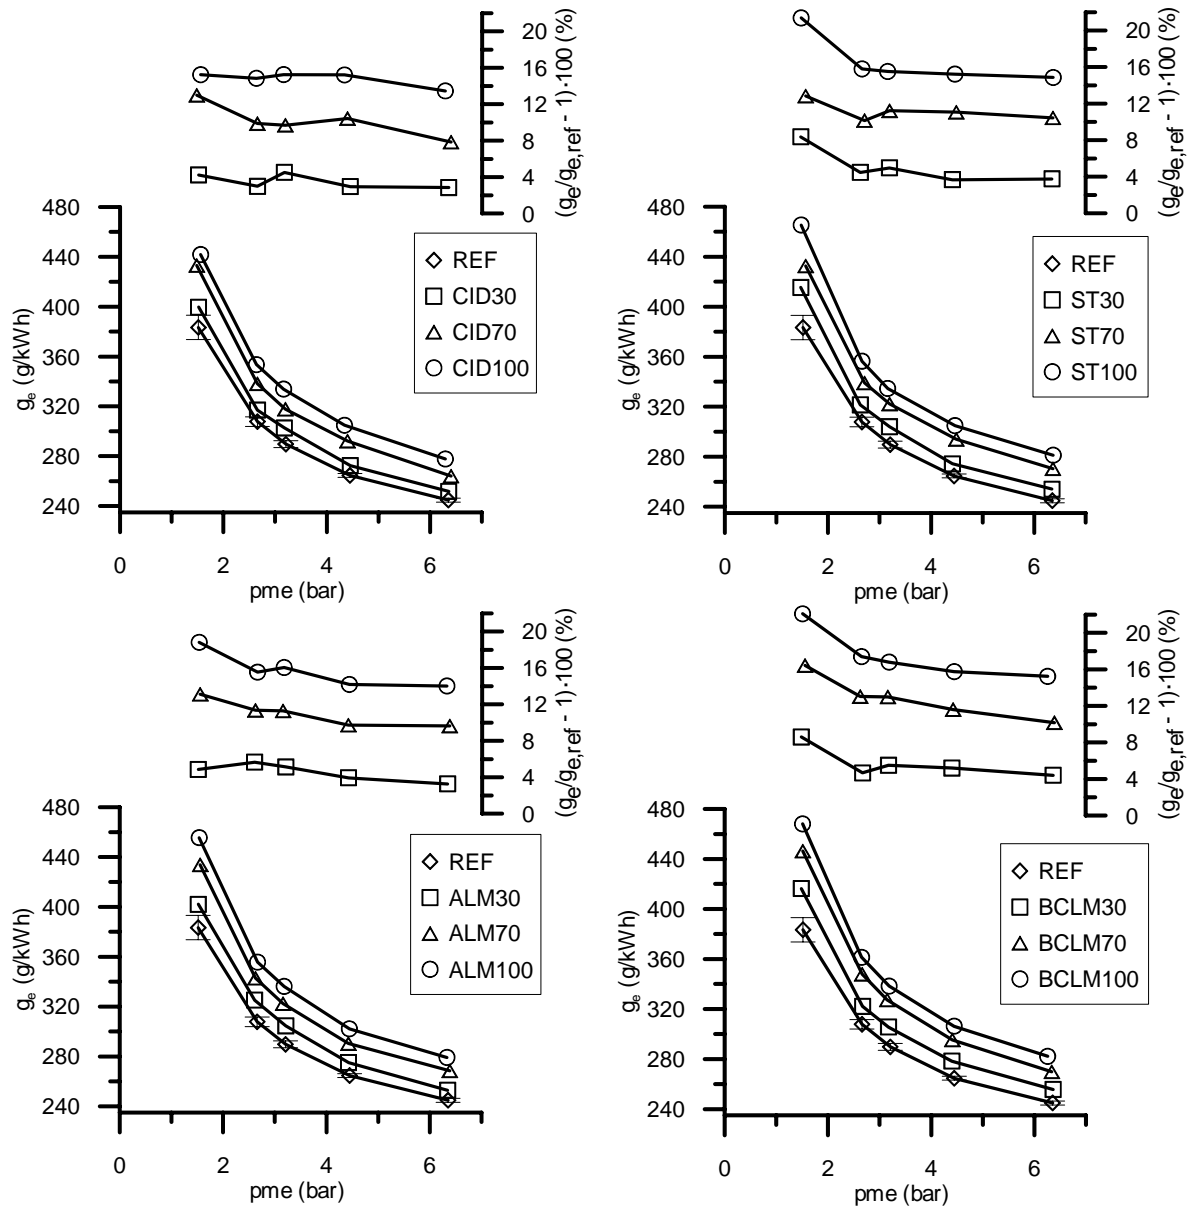 20
16
12
8
4
0
(ge/ge,ref - 1)·100 (%)
480
440
400
360
320
280
240
ge (g/kWh)
REF
CID30
CID70
CID100
0 2 4 6
pme (bar)
20
16
12
8
4
0
(ge/ge,ref - 1)·100 (%)
480
440
400
360
320
280
240
ge (g/kWh)
REF
ST30
ST70
ST100
0 2 4 6
pme (bar)
20
16
12
8
4
0
(ge/ge,ref - 1)·100 (%)
480
440
400
360
320
280
240
ge (g/kWh)
REF
ALM30
ALM70
ALM100
0 2 4 6
pme (bar)
20
16
12
8
4
0
(ge/ge,ref - 1)·100 (%)
480
440
400
360
320
280
240
ge (g/kWh)
REF
BCLM30
BCLM70
BCLM100
0 2 4 6
pme (bar)